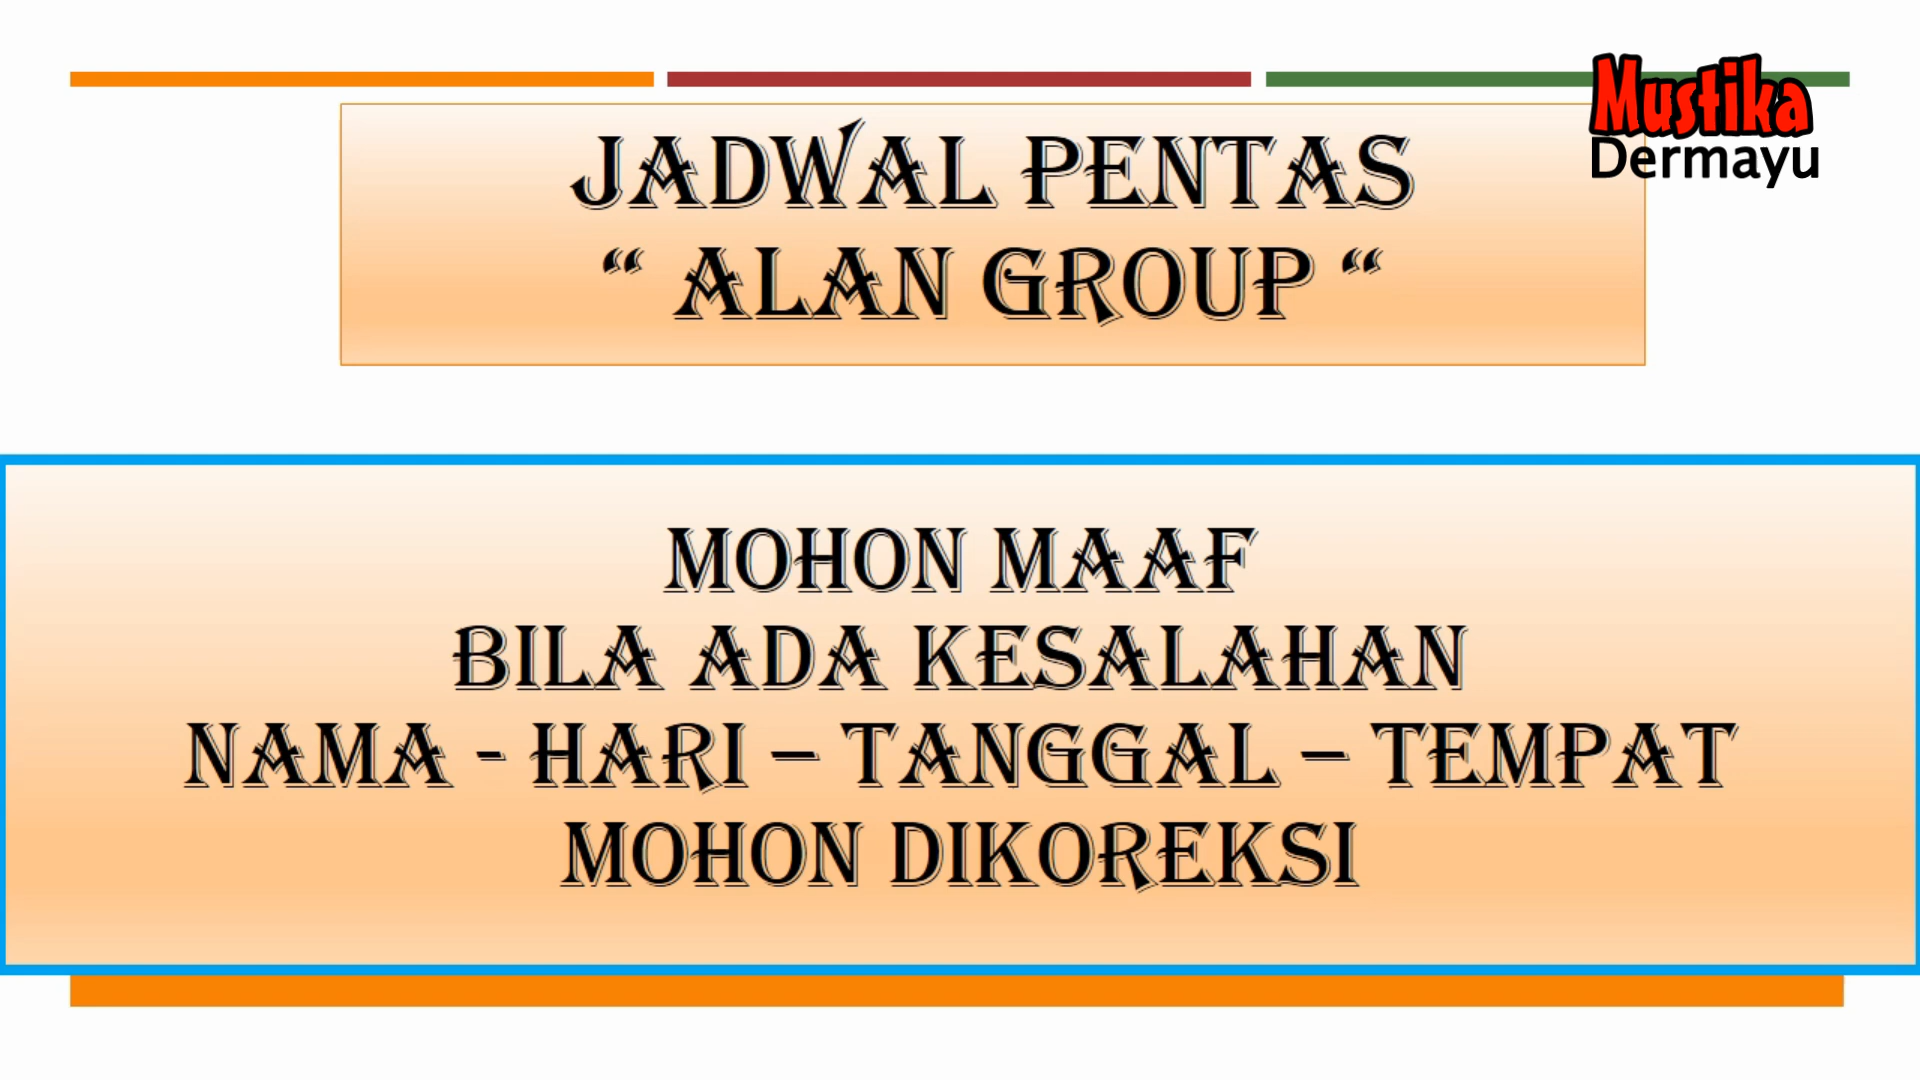 JADWAL PENTAS
“ ALAN GROUP “
Mustika
Dermayu
MOHON MAAF
BILA ADA KESALAHAN
NAMA - HARI – TANGGAL – TEMPAT
MOHON DIKOREKSI